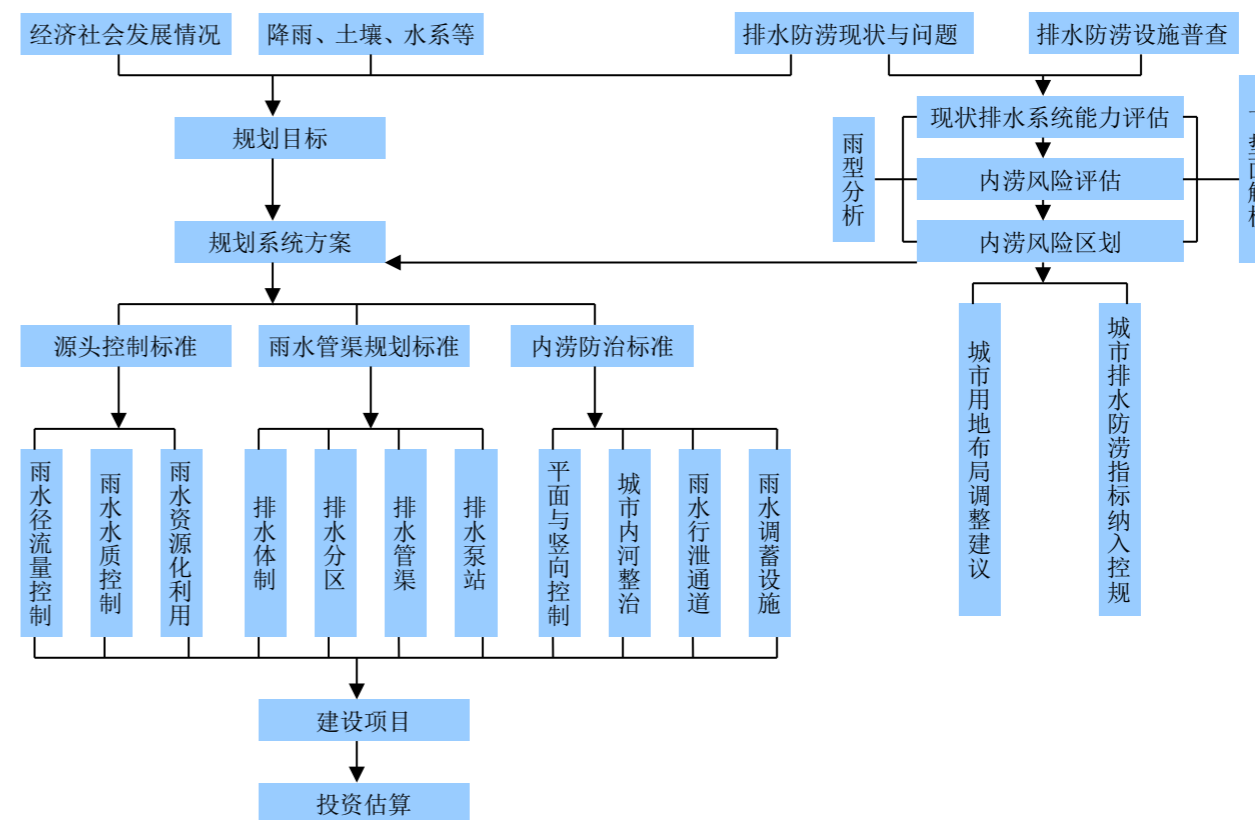 经济社会发展情况
降雨、土壤、水系等
排水防涝现状与问题
排水防涝设施普查
规划目标
规划系统方案
现状排水系统能力评估
内涝风险评估
内涝风险区划
雨型分析
源头控制标准
雨水管渠规划标准
内涝防治标准
雨水径流量控制
雨水水质控制
雨水资源化利用
排水体制
排水分区
排水管渠
排水泵站
平面与竖向控制
城市内河整治
雨水行泄通道
雨水调蓄设施
城市用地布局调整建议
城市排水防涝指标纳入控规
建设项目
投资估算